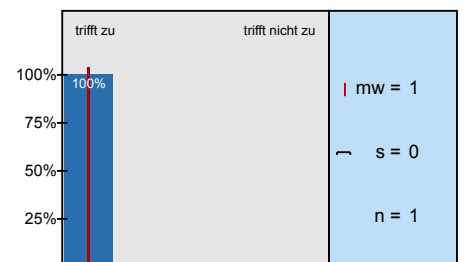 trifft zu trifft nicht zu
100%
100%
75%
50%
25%
mw = 1
s = 0
n = 1